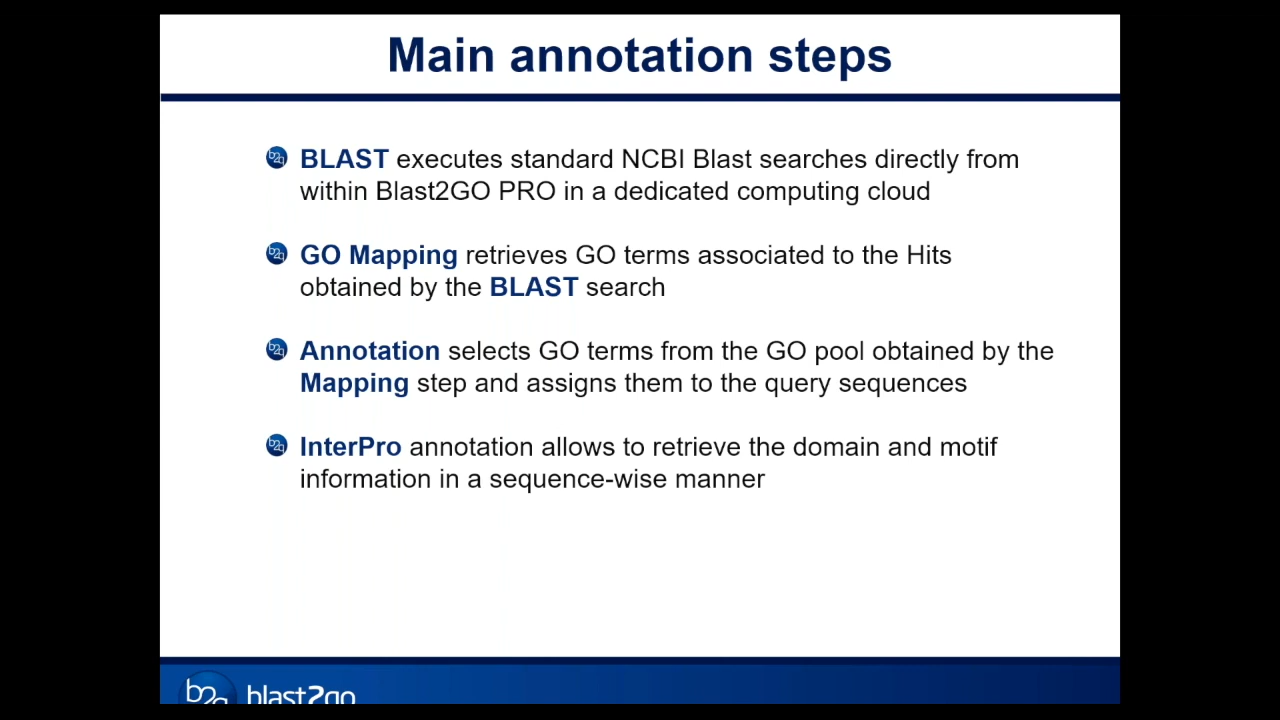 Main annotation steps
BLAST executes standard NCBI Blast searches directly from
within Blast2GO PRO in a dedicated computing cloud
GO Mapping retrieves GO terms associated to the Hits
obtained by the BLAST search
Annotation selects GO terms from the GO pool obtained by the
Mapping step and assigns them to the query sequences
InterPro annotation allows to retrieve the domain and motif
information in a sequence-wise manner
b2g blast2go